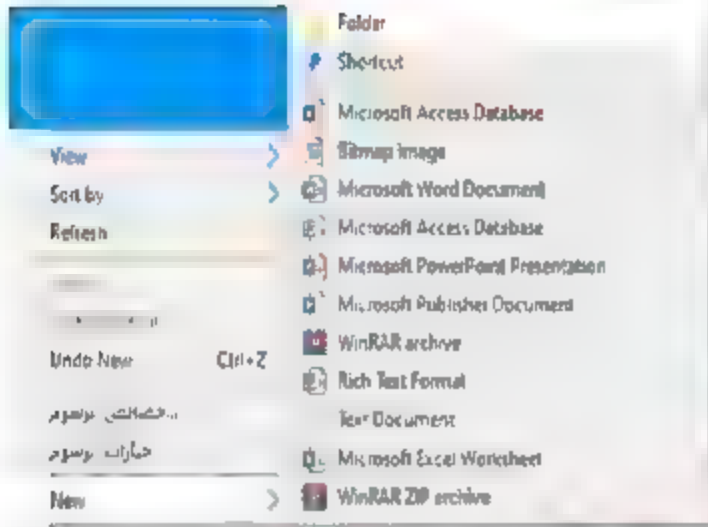 View
Sort by
Refresh
Undo New Ctrl+Z
خيارات رسوم
New
Folder
Shortcut
Microsoft Access Database
Bitmap image
Microsoft Word Document
Microsoft Access Database
Microsoft PowerPoint Presentation
Microsoft Publisher Document
WinRAR archive
Rich Text Format
Text Document
Microsoft Excel Worksheet
WinRAR ZIP archive